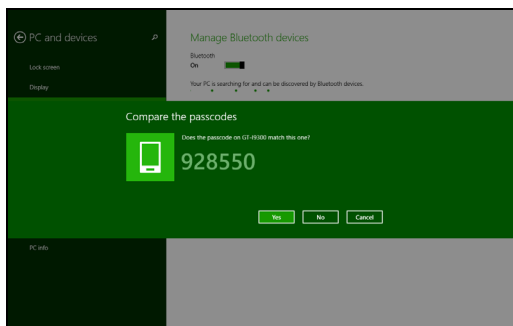 PC and devices
Lock screen
Display
PC info
Manage Bluetooth devices
Bluetooth
On
Your PC is searching for and can be discovered by Bluetooth devices.
Compare the passcodes
Does the passcode on GT-I9300 match this one?
928550
Yes No Cancel